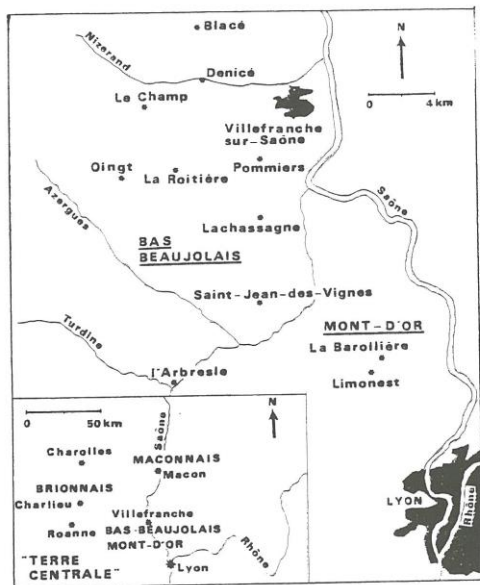 Blacé
N
Nizerand
Denicé
Le Champ
0 4 km
Villefranche
sur-Saône
Oingt
La Roitière
Pommiers
Saône
Azergues
Lachassagne
BAS
BEAUJOLAIS
Saint-Jean-des-Vignes
Turdine
MONT-D'OR
La Barollière
l'Arbresle
Limonest
0 50 km
N
Saône
Charolles
MACONNAIS
Macon
BRIONNAIS
Charlieu
Villefranche
Roanne
BAS-BEAUJOLAIS
MONT-D'OR
"TERRE
CENTRALE"
Lyon
Rhône
LYON
Rhône